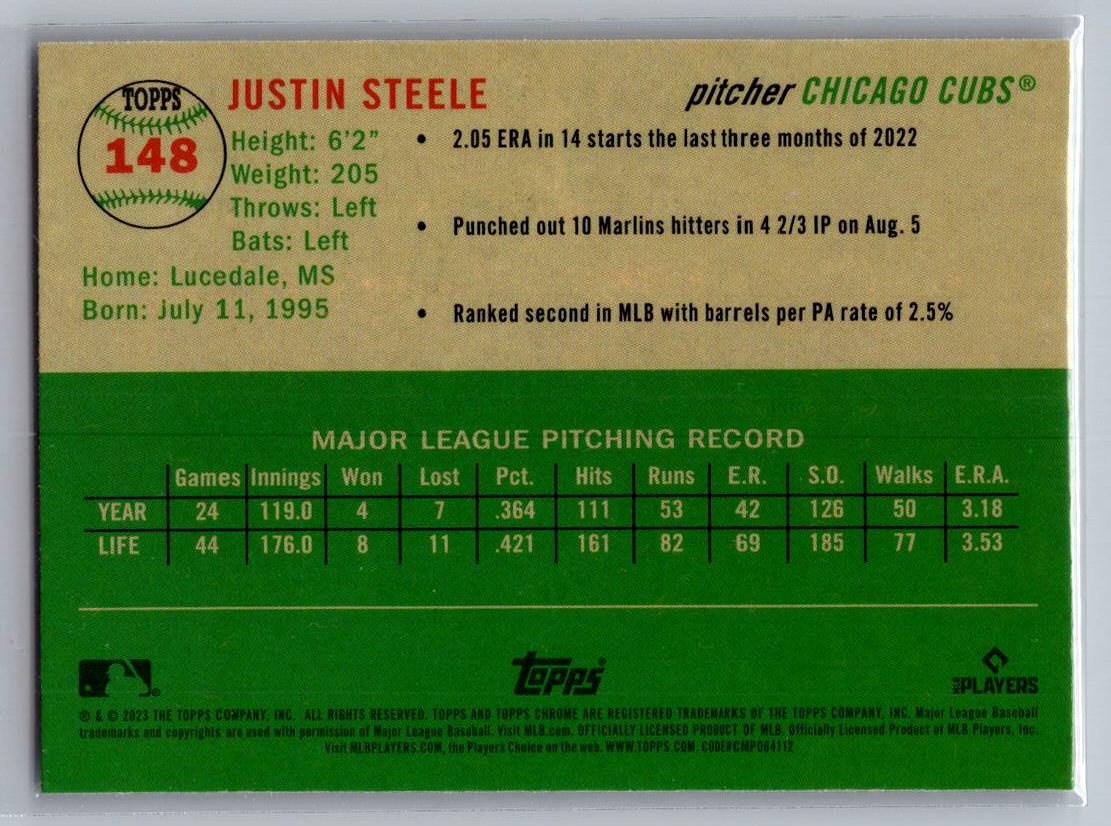 TOPPS
148
JUSTIN STEELE
pitcher CHICAGO CUBS®
Height: 6'2"
Weight: 205
Throws: Left
Bats: Left
Home: Lucedale, MS
Born: July 11, 1995
• 2.05 ERA in 14 starts the last three months of 2022
• Punched out 10 Marlins hitters in 4 2/3 IP on Aug. 5
• Ranked second in MLB with barrels per PA rate of 2.5%
MAJOR LEAGUE PITCHING RECORD
Games Innings Won Lost Pct. Hits Runs E.R. S.O. Walks E.R.A.
YEAR 24 119.0 4 7 .364 111 53 42 126 50 3.18
LIFE 44 176.0 8 11 .421 161 82 69 185 77 3.53
topps®
MLB PLAYERS
® & © 2023 THE TOPPS COMPANY, INC. ALL RIGHTS RESERVED. TOPPS AND TOPPS CHROME ARE REGISTERED TRADEMARKS OF THE TOPPS COMPANY, INC. Major League Baseball
trademarks and copyrights are used with permission of Major League Baseball. Visit MLB.com. OFFICIALLY LICENSED PRODUCT OF MLB. Officially Licensed Product of MLB Players, Inc.
Visit MLBPLAYERS.COM, the Players Choice on the web. WWW.TOPPS.COM. CODE#CMP064112